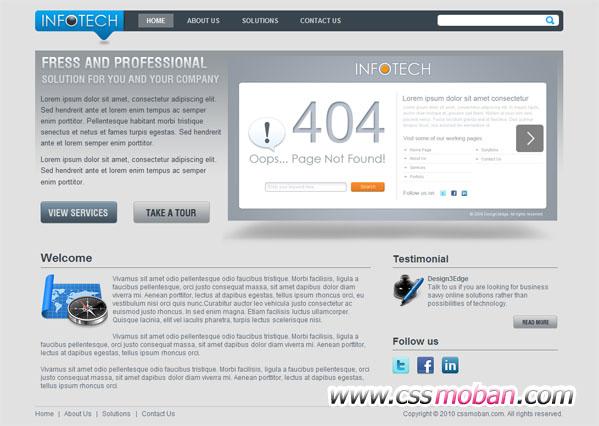 INFOTECH
HOME ABOUT US SOLUTIONS CONTACT US
FRESS AND PROFESSIONAL
SOLUTION FOR YOU AND YOUR COMPANY
Lorem ipsum dolor sit amet, consectetur adipiscing elit.
Sed hendrerit ante et lorem enim tempus ac semper
dolor tempor. Pellentesque habitant morbi tristique
senectus et netus et fames turpis egestas. Sed hendrerit
ante et lorem enim tempus ac semper.
Lorem ipsum dolor sit amet, consectetur adipiscing elit.
dolor tempor.
VIEW SERVICES
TAKE A TOUR
INFOTECH
404
Oops... Page Not Found!
Enter your keyword
Search
Lorem ipsum dolor sit amet, consectetur
Visit some of our working pages
Home Page
Solutions
About Us
Contact Us
Services
Portfolio
Follow us on
© 2009 Design3edge. All rights reserved.
Welcome
Vivamus sit amet odio pellentesque odio faucibus tristique. Morbi facilisis, ligula a
faucibus pellentesque, orci justo consequat massa, sit amet dapibus dolor diam
viverra mi. Aenean porttitor, lectus at dapibus egestas, tellus ipsum rhoncus orci, eu
vestibulum nisi orci quis nunc.Curabitur auctor leo vehicula justo consectetur ac
euismod justo rhoncus. In sed enim magna. Etiam facilisis luctus ullamcorper.
Quisque lacinia, elit vel iaculis pharetra, turpis lectus scelerisque nisi.
Vivamus sit amet odio pellentesque odio faucibus tristique. Morbi facilisis, ligula a
faucibus pellentesque, orci justo consequat massa, sit amet dapibus dolor diam viverra mi. Aenean porttitor,
lectus at dapibus egestas, tellus ipsum rhoncus orci.
Vivamus sit amet odio pellentesque odio faucibus tristique. Morbi facilisis, ligula a faucibus pellentesque, orci
justo consequat massa, sit amet dapibus dolor diam viverra mi. Aenean porttitor, lectus at dapibus egestas,
tellus ipsum rhoncus orci.
Testimonial
Design3Edge
Talk to us if you are looking for business
savvy online solutions rather than
possibilities of technology.
READ MORE
Follow us
www.cssmoban.com
Home | About Us | Solutions | Contact Us
Copyright © 2010 cssmoban.com. All rights reserved.